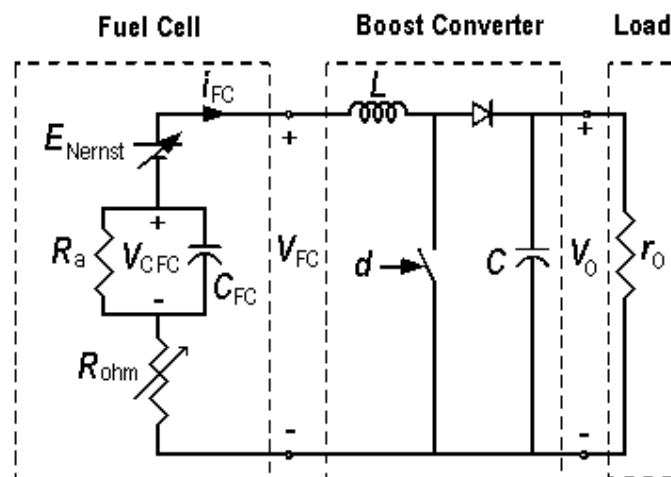 Fuel Cell
Boost Converter
Load
i_FC
L
+
+
E_Nernst
+
R_a
V_CFC
C_FC
V_FC
d
C
V_o
r_o
-
R_ohm
-
-